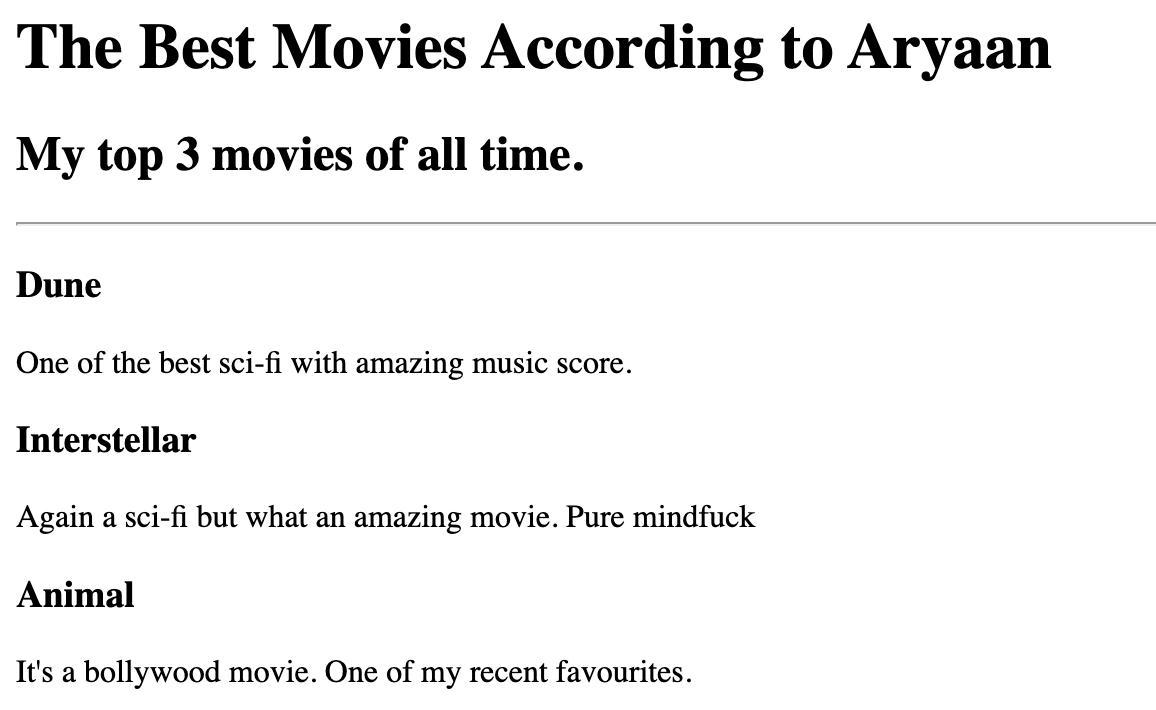 The Best Movies According to Aryaan
My top 3 movies of all time.
Dune
One of the best sci-fi with amazing music score.
Interstellar
Again a sci-fi but what an amazing movie. Pure mindfuck
Animal
It's a bollywood movie. One of my recent favourites.